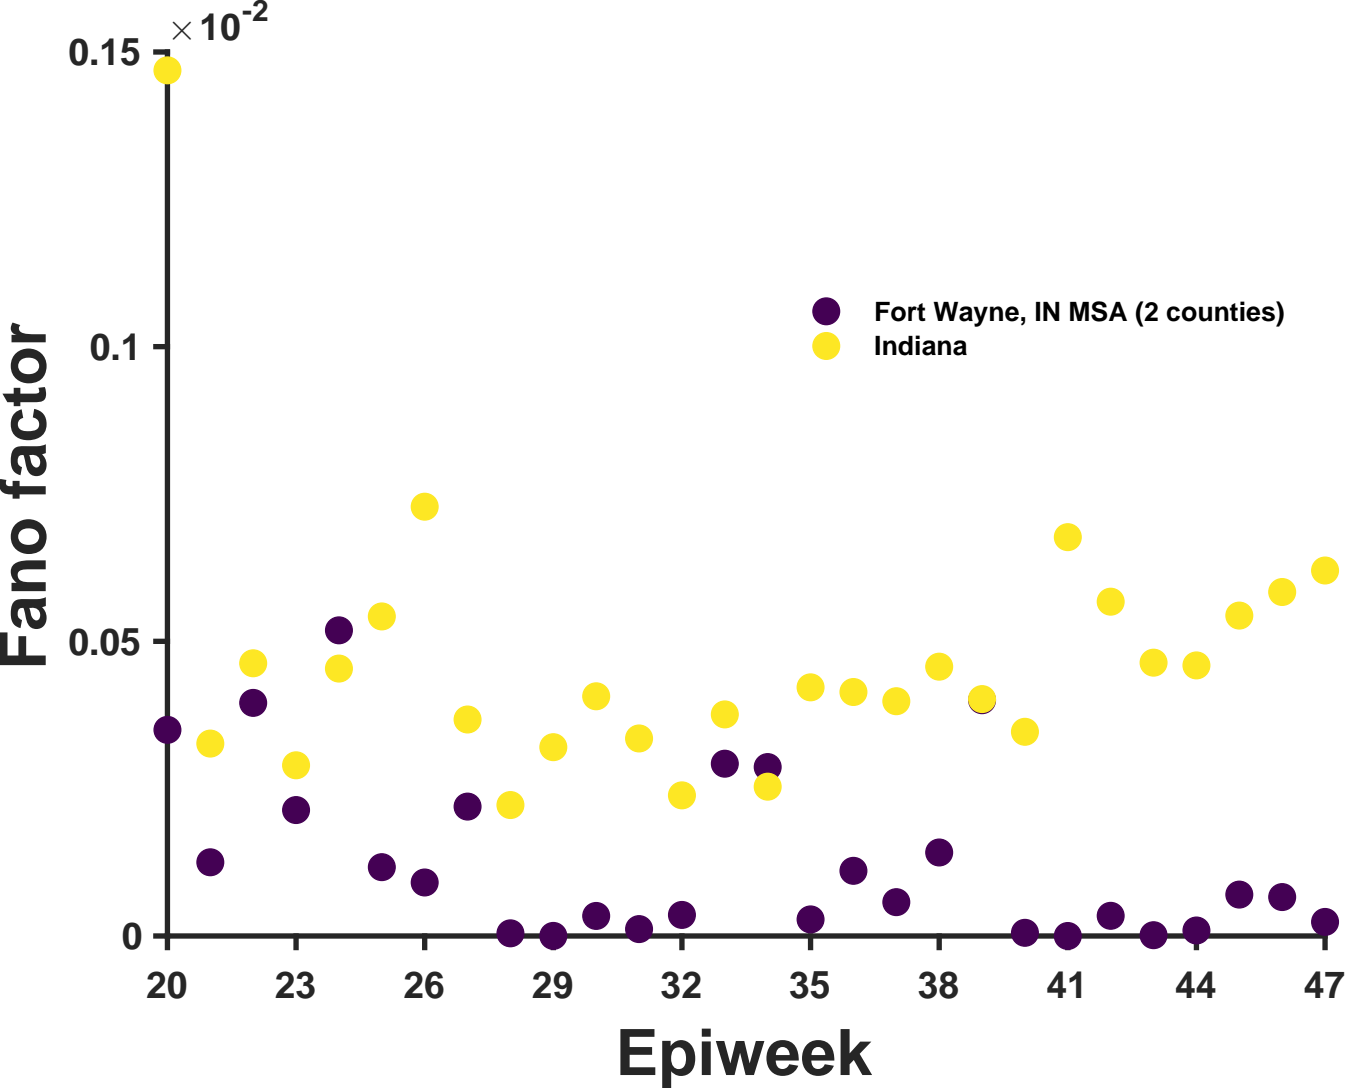 ×10-2
0.15
0.1
0.05
0
Fano factor
Fort Wayne, IN MSA (2 counties)
Indiana
20 23 26 29 32 35 38 41 44 47
Epiweek